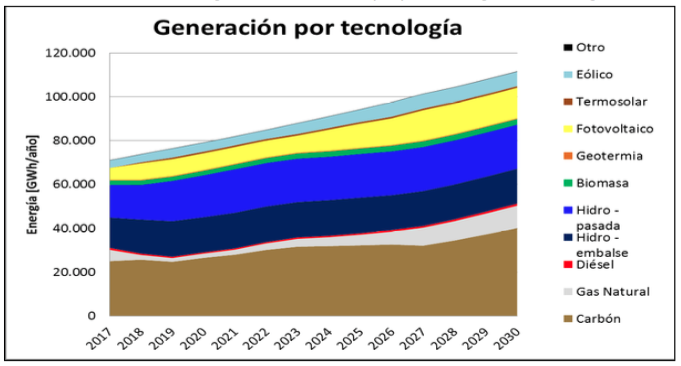 Generación por tecnología
Energía [GWh/año]
120.000
100.000
80.000
60.000
40.000
20.000
0
2017
2018
2019
2020
2021
2022
2023
2024
2025
2026
2027
2028
2029
2030
Otro
Eólico
Termosolar
Fotovoltaico
Geotermia
Biomasa
Hidro -
pasada
Hidro -
embalse
Diésel
Gas Natural
Carbón